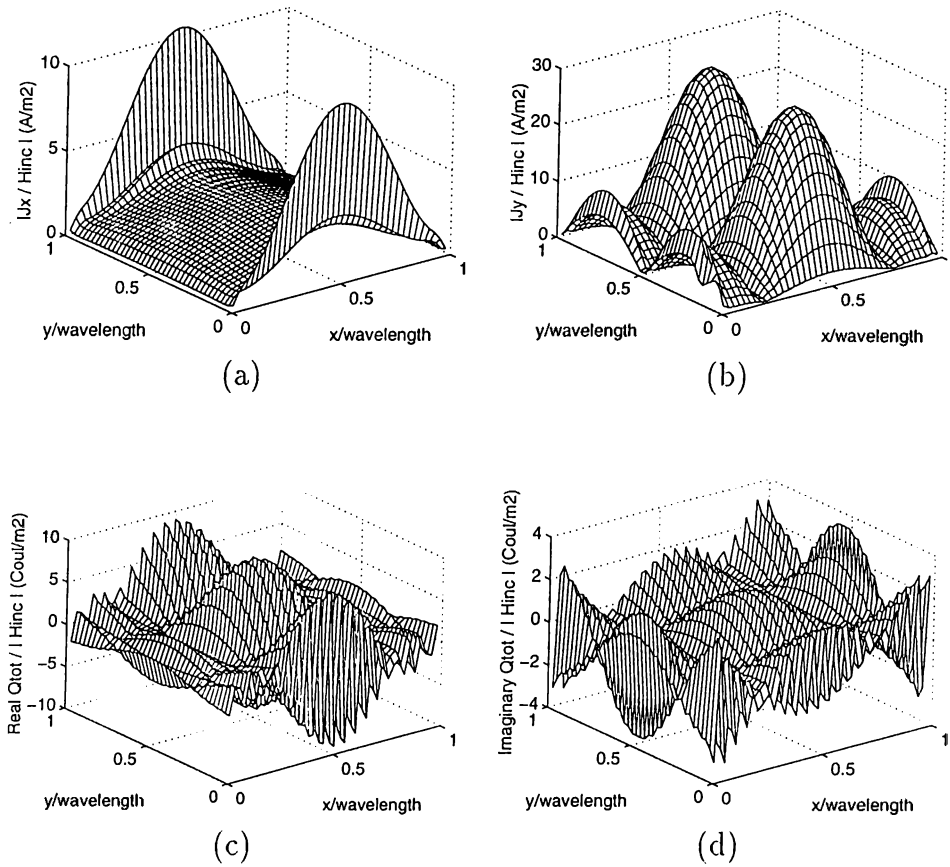 10
5
0
1
0.5
0
0
0.5
1
|Jx / Hinc | (A/m2)
y/wavelength
x/wavelength
(a)
30
20
10
0
1
0.5
0
0
0.5
1
|Jy / Hinc | (A/m2)
y/wavelength
x/wavelength
(b)
10
5
0
−5
−10
1
0.5
0
0
0.5
1
Real Qtot / | Hinc | (Coul/m2)
y/wavelength
x/wavelength
(c)
4
2
0
−2
−4
1
0.5
0
0
0.5
1
Imaginary Qtot / | Hinc | (Coul/m2)
y/wavelength
x/wavelength
(d)